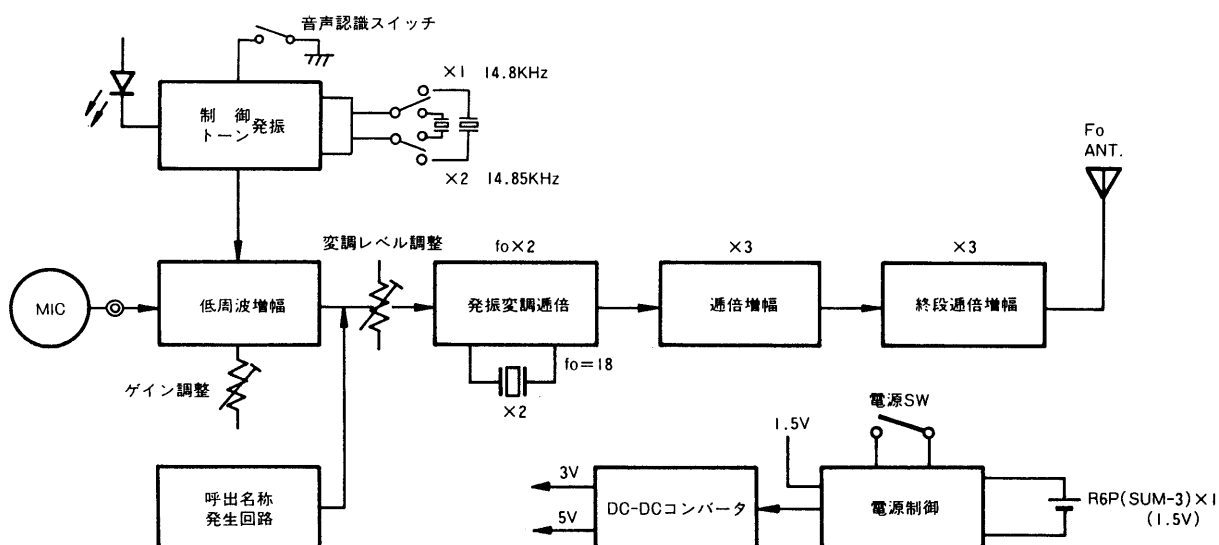 音声認識スイッチ
×1 14.8KHz
制 御
トーン 発振
×2 14.85KHz
Fo
ANT.
変調レベル調整
fo×2
×3
×3
MIC
低周波増幅
発振変調逓倍
逓倍増幅
終段逓倍増幅
fo=18
ゲイン調整
×2
電源SW
1.5V
呼出名称
発生回路
3V
5V
DC-DCコンバータ
電源制御
R6P(SUM-3)×1
(1.5V)